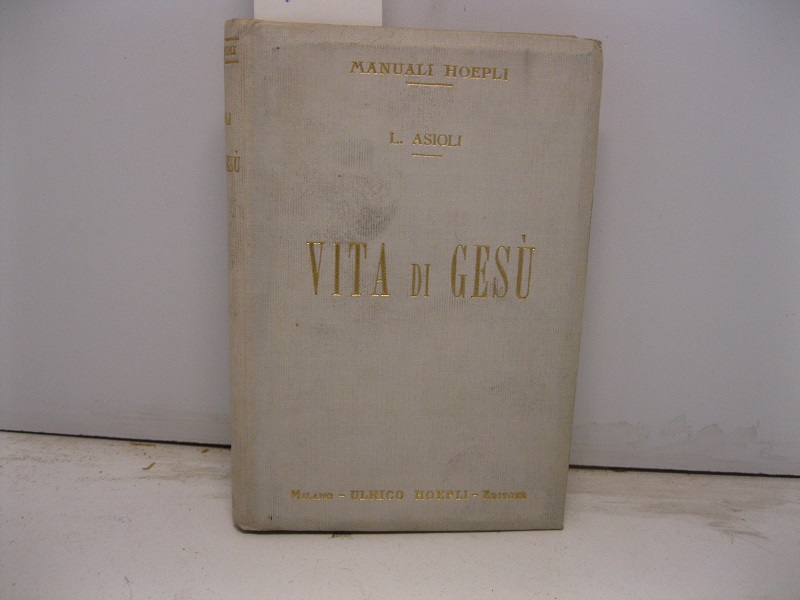 MANUALI HOEPLI
L. ASIOLI
VITA DI GESÙ
MILANO - ULRICO HOEPLI - EDITORE